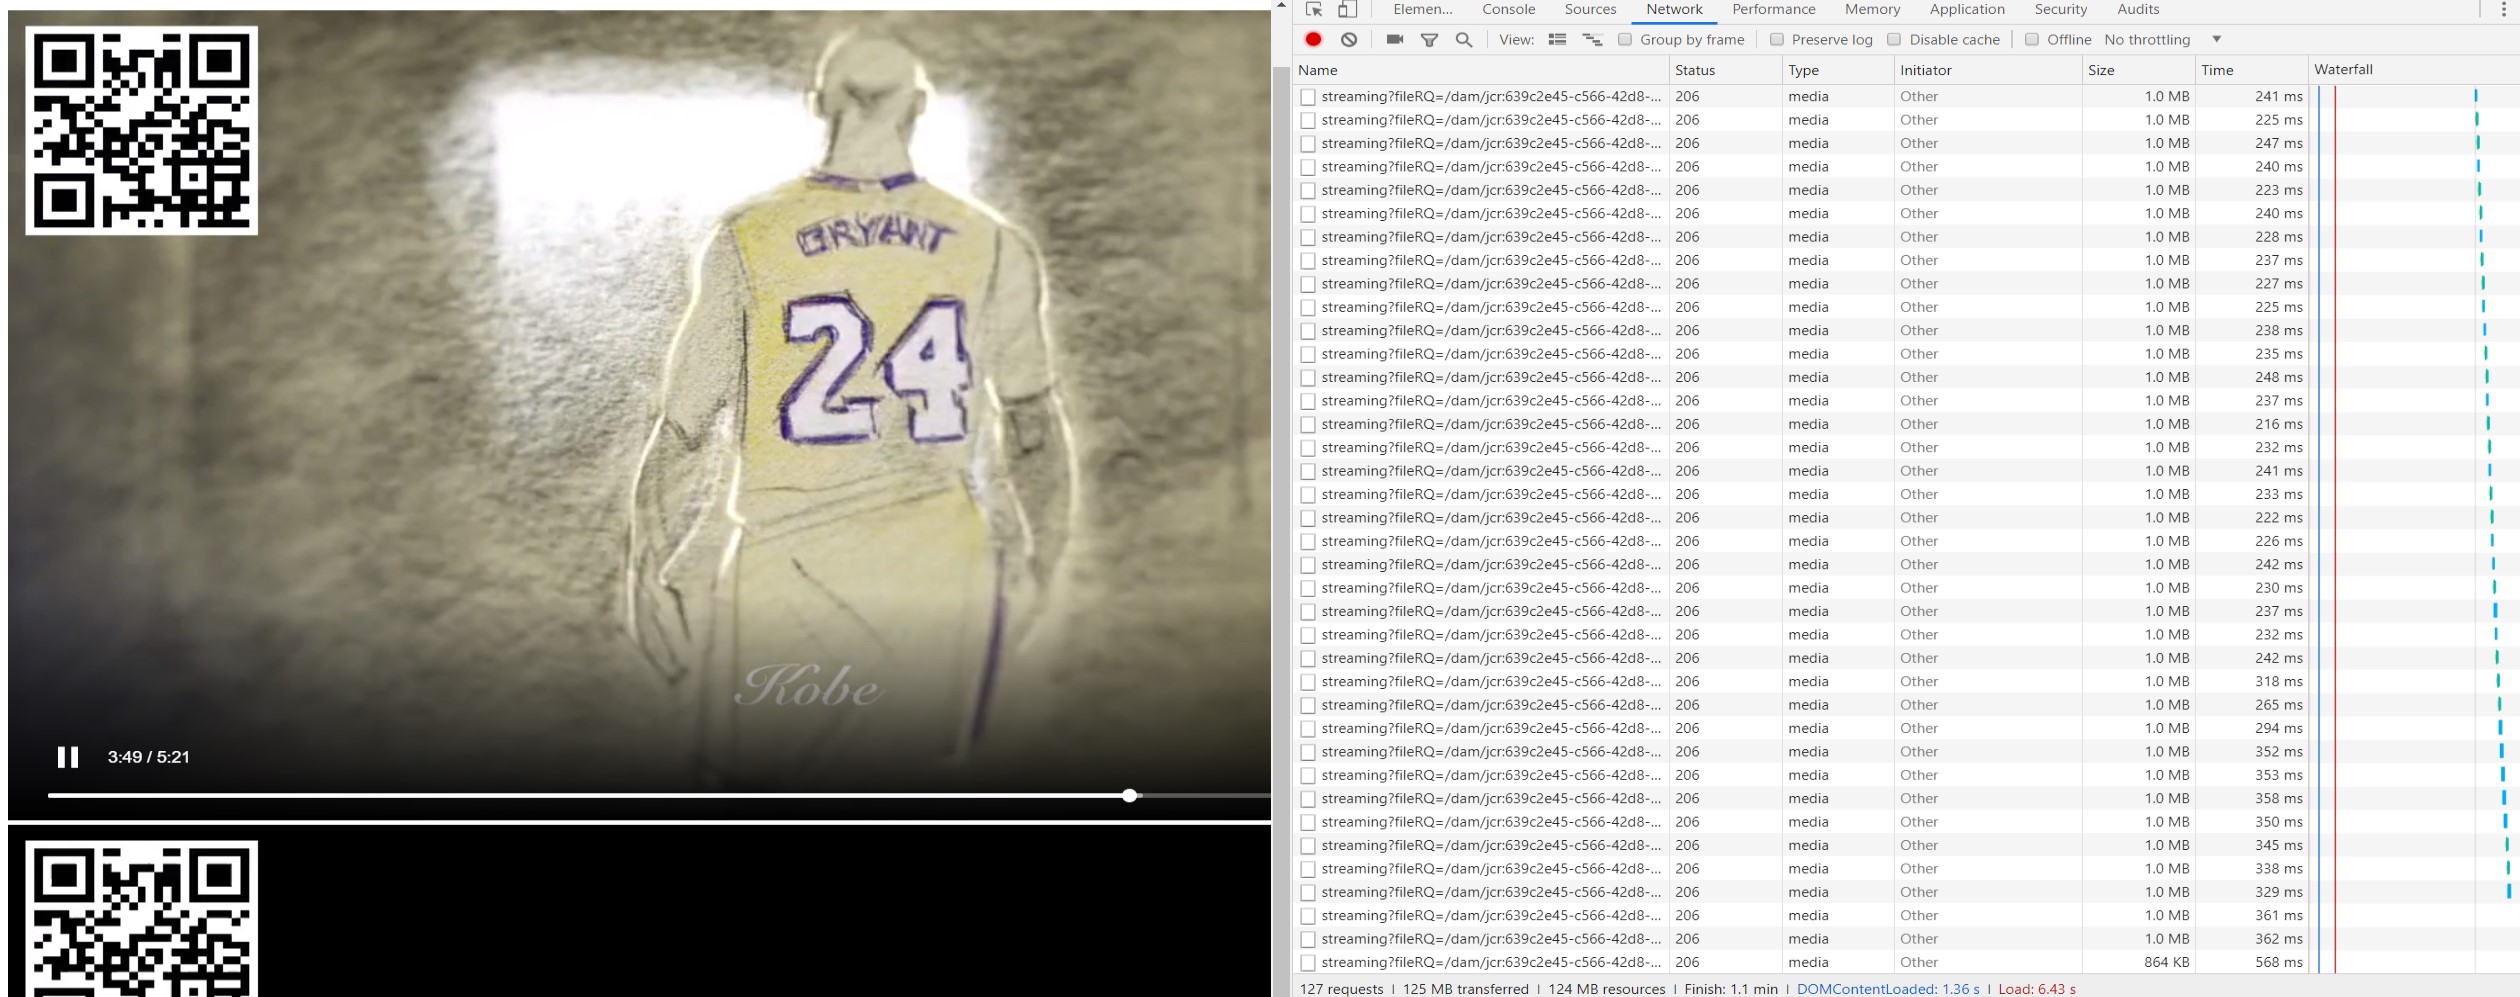 BRYANT
24
Kobe
3:49 / 5:21
Elemen... Console Sources Network Performance Memory Application Security Audits
View: Group by frame Preserve log Disable cache Offline No throttling
Name Status Type Initiator Size Time Waterfall
streaming?fileRQ=/dam/jcr:639c2e45-c566-42d8-... 206 media Other 1.0 MB 241 ms
streaming?fileRQ=/dam/jcr:639c2e45-c566-42d8-... 206 media Other 1.0 MB 225 ms
streaming?fileRQ=/dam/jcr:639c2e45-c566-42d8-... 206 media Other 1.0 MB 247 ms
streaming?fileRQ=/dam/jcr:639c2e45-c566-42d8-... 206 media Other 1.0 MB 240 ms
streaming?fileRQ=/dam/jcr:639c2e45-c566-42d8-... 206 media Other 1.0 MB 223 ms
streaming?fileRQ=/dam/jcr:639c2e45-c566-42d8-... 206 media Other 1.0 MB 240 ms
streaming?fileRQ=/dam/jcr:639c2e45-c566-42d8-... 206 media Other 1.0 MB 228 ms
streaming?fileRQ=/dam/jcr:639c2e45-c566-42d8-... 206 media Other 1.0 MB 237 ms
streaming?fileRQ=/dam/jcr:639c2e45-c566-42d8-... 206 media Other 1.0 MB 227 ms
streaming?fileRQ=/dam/jcr:639c2e45-c566-42d8-... 206 media Other 1.0 MB 225 ms
streaming?fileRQ=/dam/jcr:639c2e45-c566-42d8-... 206 media Other 1.0 MB 238 ms
streaming?fileRQ=/dam/jcr:639c2e45-c566-42d8-... 206 media Other 1.0 MB 235 ms
streaming?fileRQ=/dam/jcr:639c2e45-c566-42d8-... 206 media Other 1.0 MB 248 ms
streaming?fileRQ=/dam/jcr:639c2e45-c566-42d8-... 206 media Other 1.0 MB 237 ms
streaming?fileRQ=/dam/jcr:639c2e45-c566-42d8-... 206 media Other 1.0 MB 216 ms
streaming?fileRQ=/dam/jcr:639c2e45-c566-42d8-... 206 media Other 1.0 MB 232 ms
streaming?fileRQ=/dam/jcr:639c2e45-c566-42d8-... 206 media Other 1.0 MB 241 ms
streaming?fileRQ=/dam/jcr:639c2e45-c566-42d8-... 206 media Other 1.0 MB 233 ms
streaming?fileRQ=/dam/jcr:639c2e45-c566-42d8-... 206 media Other 1.0 MB 222 ms
streaming?fileRQ=/dam/jcr:639c2e45-c566-42d8-... 206 media Other 1.0 MB 226 ms
streaming?fileRQ=/dam/jcr:639c2e45-c566-42d8-... 206 media Other 1.0 MB 242 ms
streaming?fileRQ=/dam/jcr:639c2e45-c566-42d8-... 206 media Other 1.0 MB 230 ms
streaming?fileRQ=/dam/jcr:639c2e45-c566-42d8-... 206 media Other 1.0 MB 237 ms
streaming?fileRQ=/dam/jcr:639c2e45-c566-42d8-... 206 media Other 1.0 MB 232 ms
streaming?fileRQ=/dam/jcr:639c2e45-c566-42d8-... 206 media Other 1.0 MB 242 ms
streaming?fileRQ=/dam/jcr:639c2e45-c566-42d8-... 206 media Other 1.0 MB 318 ms
streaming?fileRQ=/dam/jcr:639c2e45-c566-42d8-... 206 media Other 1.0 MB 265 ms
streaming?fileRQ=/dam/jcr:639c2e45-c566-42d8-... 206 media Other 1.0 MB 294 ms
streaming?fileRQ=/dam/jcr:639c2e45-c566-42d8-... 206 media Other 1.0 MB 352 ms
streaming?fileRQ=/dam/jcr:639c2e45-c566-42d8-... 206 media Other 1.0 MB 353 ms
streaming?fileRQ=/dam/jcr:639c2e45-c566-42d8-... 206 media Other 1.0 MB 358 ms
streaming?fileRQ=/dam/jcr:639c2e45-c566-42d8-... 206 media Other 1.0 MB 350 ms
streaming?fileRQ=/dam/jcr:639c2e45-c566-42d8-... 206 media Other 1.0 MB 345 ms
streaming?fileRQ=/dam/jcr:639c2e45-c566-42d8-... 206 media Other 1.0 MB 338 ms
streaming?fileRQ=/dam/jcr:639c2e45-c566-42d8-... 206 media Other 1.0 MB 329 ms
streaming?fileRQ=/dam/jcr:639c2e45-c566-42d8-... 206 media Other 1.0 MB 361 ms
streaming?fileRQ=/dam/jcr:639c2e45-c566-42d8-... 206 media Other 1.0 MB 362 ms
streaming?fileRQ=/dam/jcr:639c2e45-c566-42d8-... 206 media Other 864 KB 568 ms
127 requests | 125 MB transferred | 124 MB resources | Finish: 1.1 min | DOMContentLoaded: 1.36 s | Load: 6.43 s